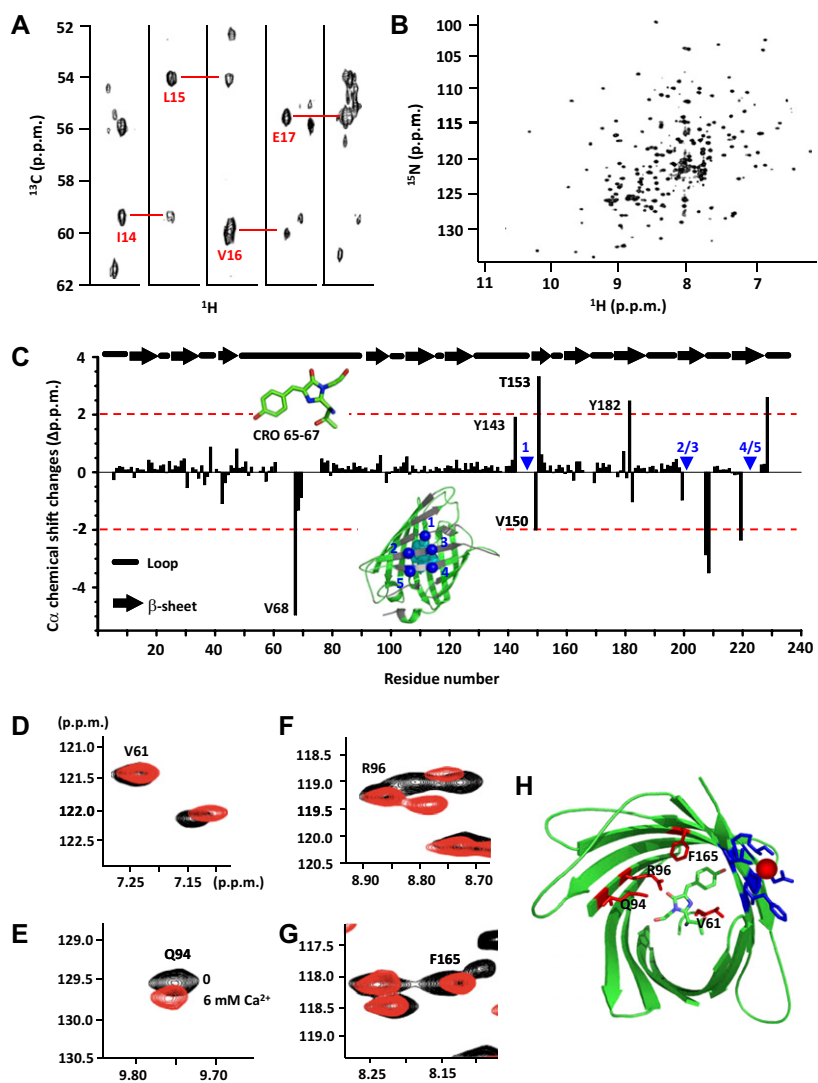 A
52
54
56
58
60
62
¹³C (p.p.m.)
L15
E17
I14
V16
¹H
B
100
105
110
115
120
130
¹⁵N (p.p.m.)
11
10
9
8
7
¹H (p.p.m.)
C
4
2
0
-2
-4
Cα chemical shift changes (Δp.p.m.)
CRO 65-67
Y143
T153
Y182
1
2/3
4/5
V150
V68
Loop
β-sheet
1
2
3
4
5
20
40
60
80
100
120
140
160
180
200
220
240
Residue number
D
(p.p.m.)
121.0
121.5
122.0
122.5
V61
7.25
7.15
(p.p.m.)
E
129.0
129.5
130.0
130.5
Q94
0
6 mM Ca²⁺
9.80
9.70
F
118.5
119.0
119.5
120.0
120.5
R96
8.90
8.80
8.70
G
117.5
118.0
118.5
119.0
F165
8.25
8.15
H
F165
R96
Q94
V61